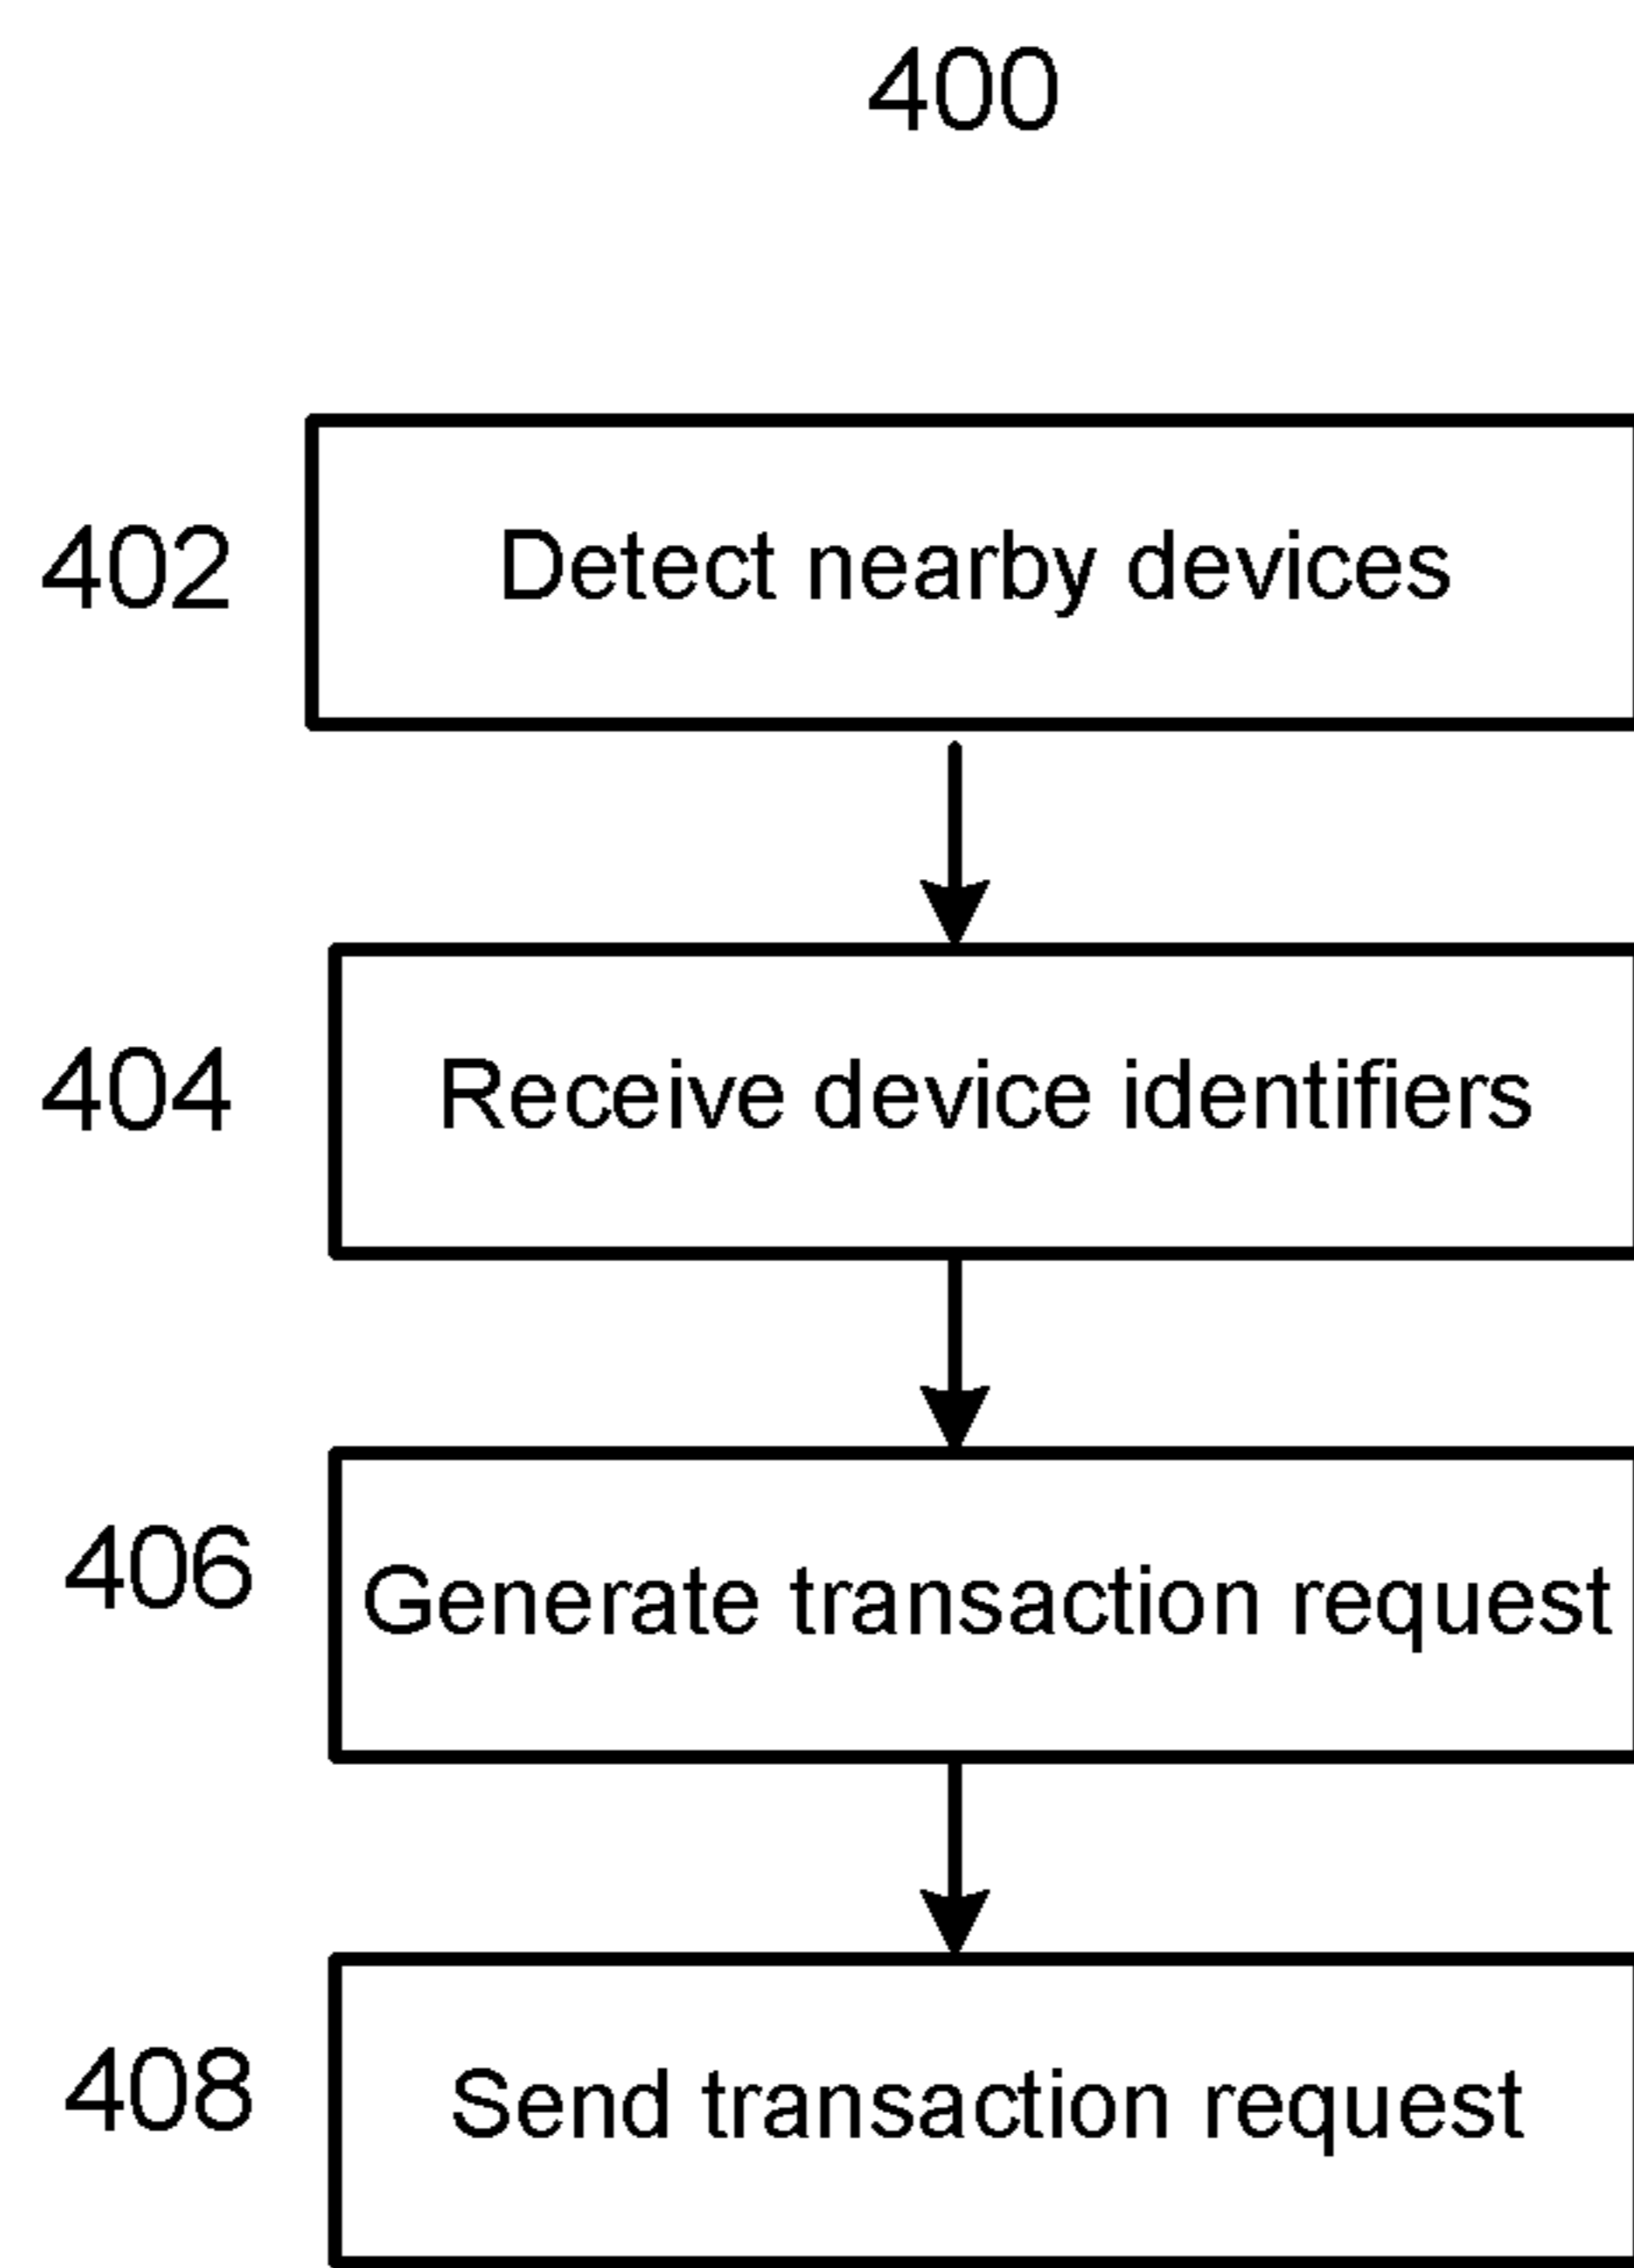 400
402
Detect nearby devices
404
Receive device identifiers
406
Generate transaction request
408
Send transaction request